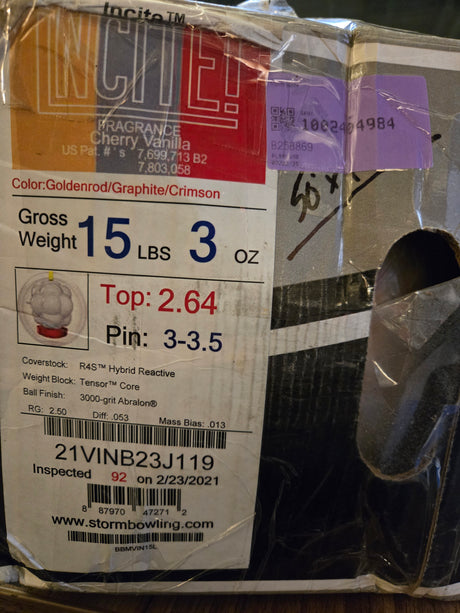 Incite™
INCITE!
FRAGRANCE
Cherry Vanilla
US Pat. #'s 7,699,713 B2
7,803,058
Color:Goldenrod/Graphite/Crimson
Gross Weight 15 LBS 3 OZ
Top: 2.64
Pin: 3-3.5
Coverstock: R4S™ Hybrid Reactive
Weight Block: Tensor™ Core
Ball Finish: 3000-grit Abralon®
RG: 2.50 Diff: .053 Mass Bias: .013
21VINB23J119
Inspected 92 on 2/23/2021
8 87970 47271 2
www.stormbowling.com
BBMVIN15L
B258869